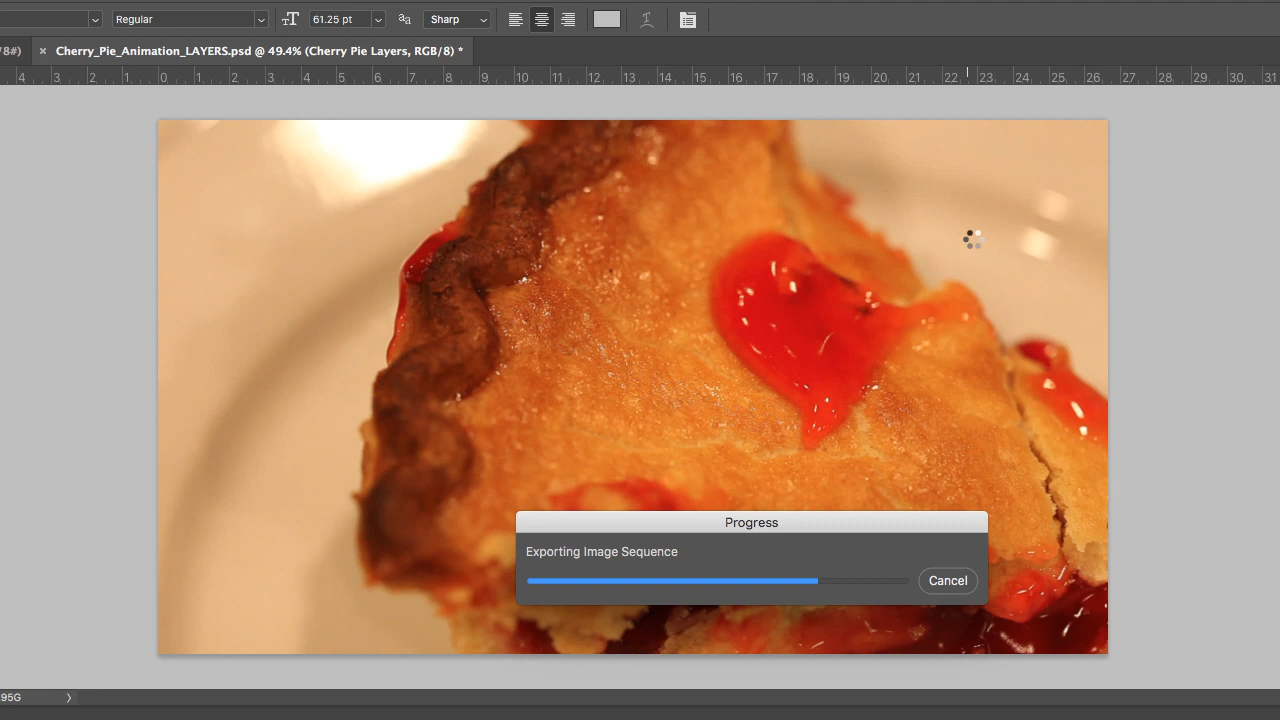 Regular 61.25 pt Sharp
/8#) × Cherry_Pie_Animation_LAYERS.psd @ 49.4% (Cherry Pie Layers, RGB/8) *
4 3 2 1 0 1 2 3 4 5 6 7 8 9 10 11 12 13 14 15 16 17 18 19 20 21 22 23 24 25 26 27 28 29 30 31
Progress
Exporting Image Sequence
Cancel
95G